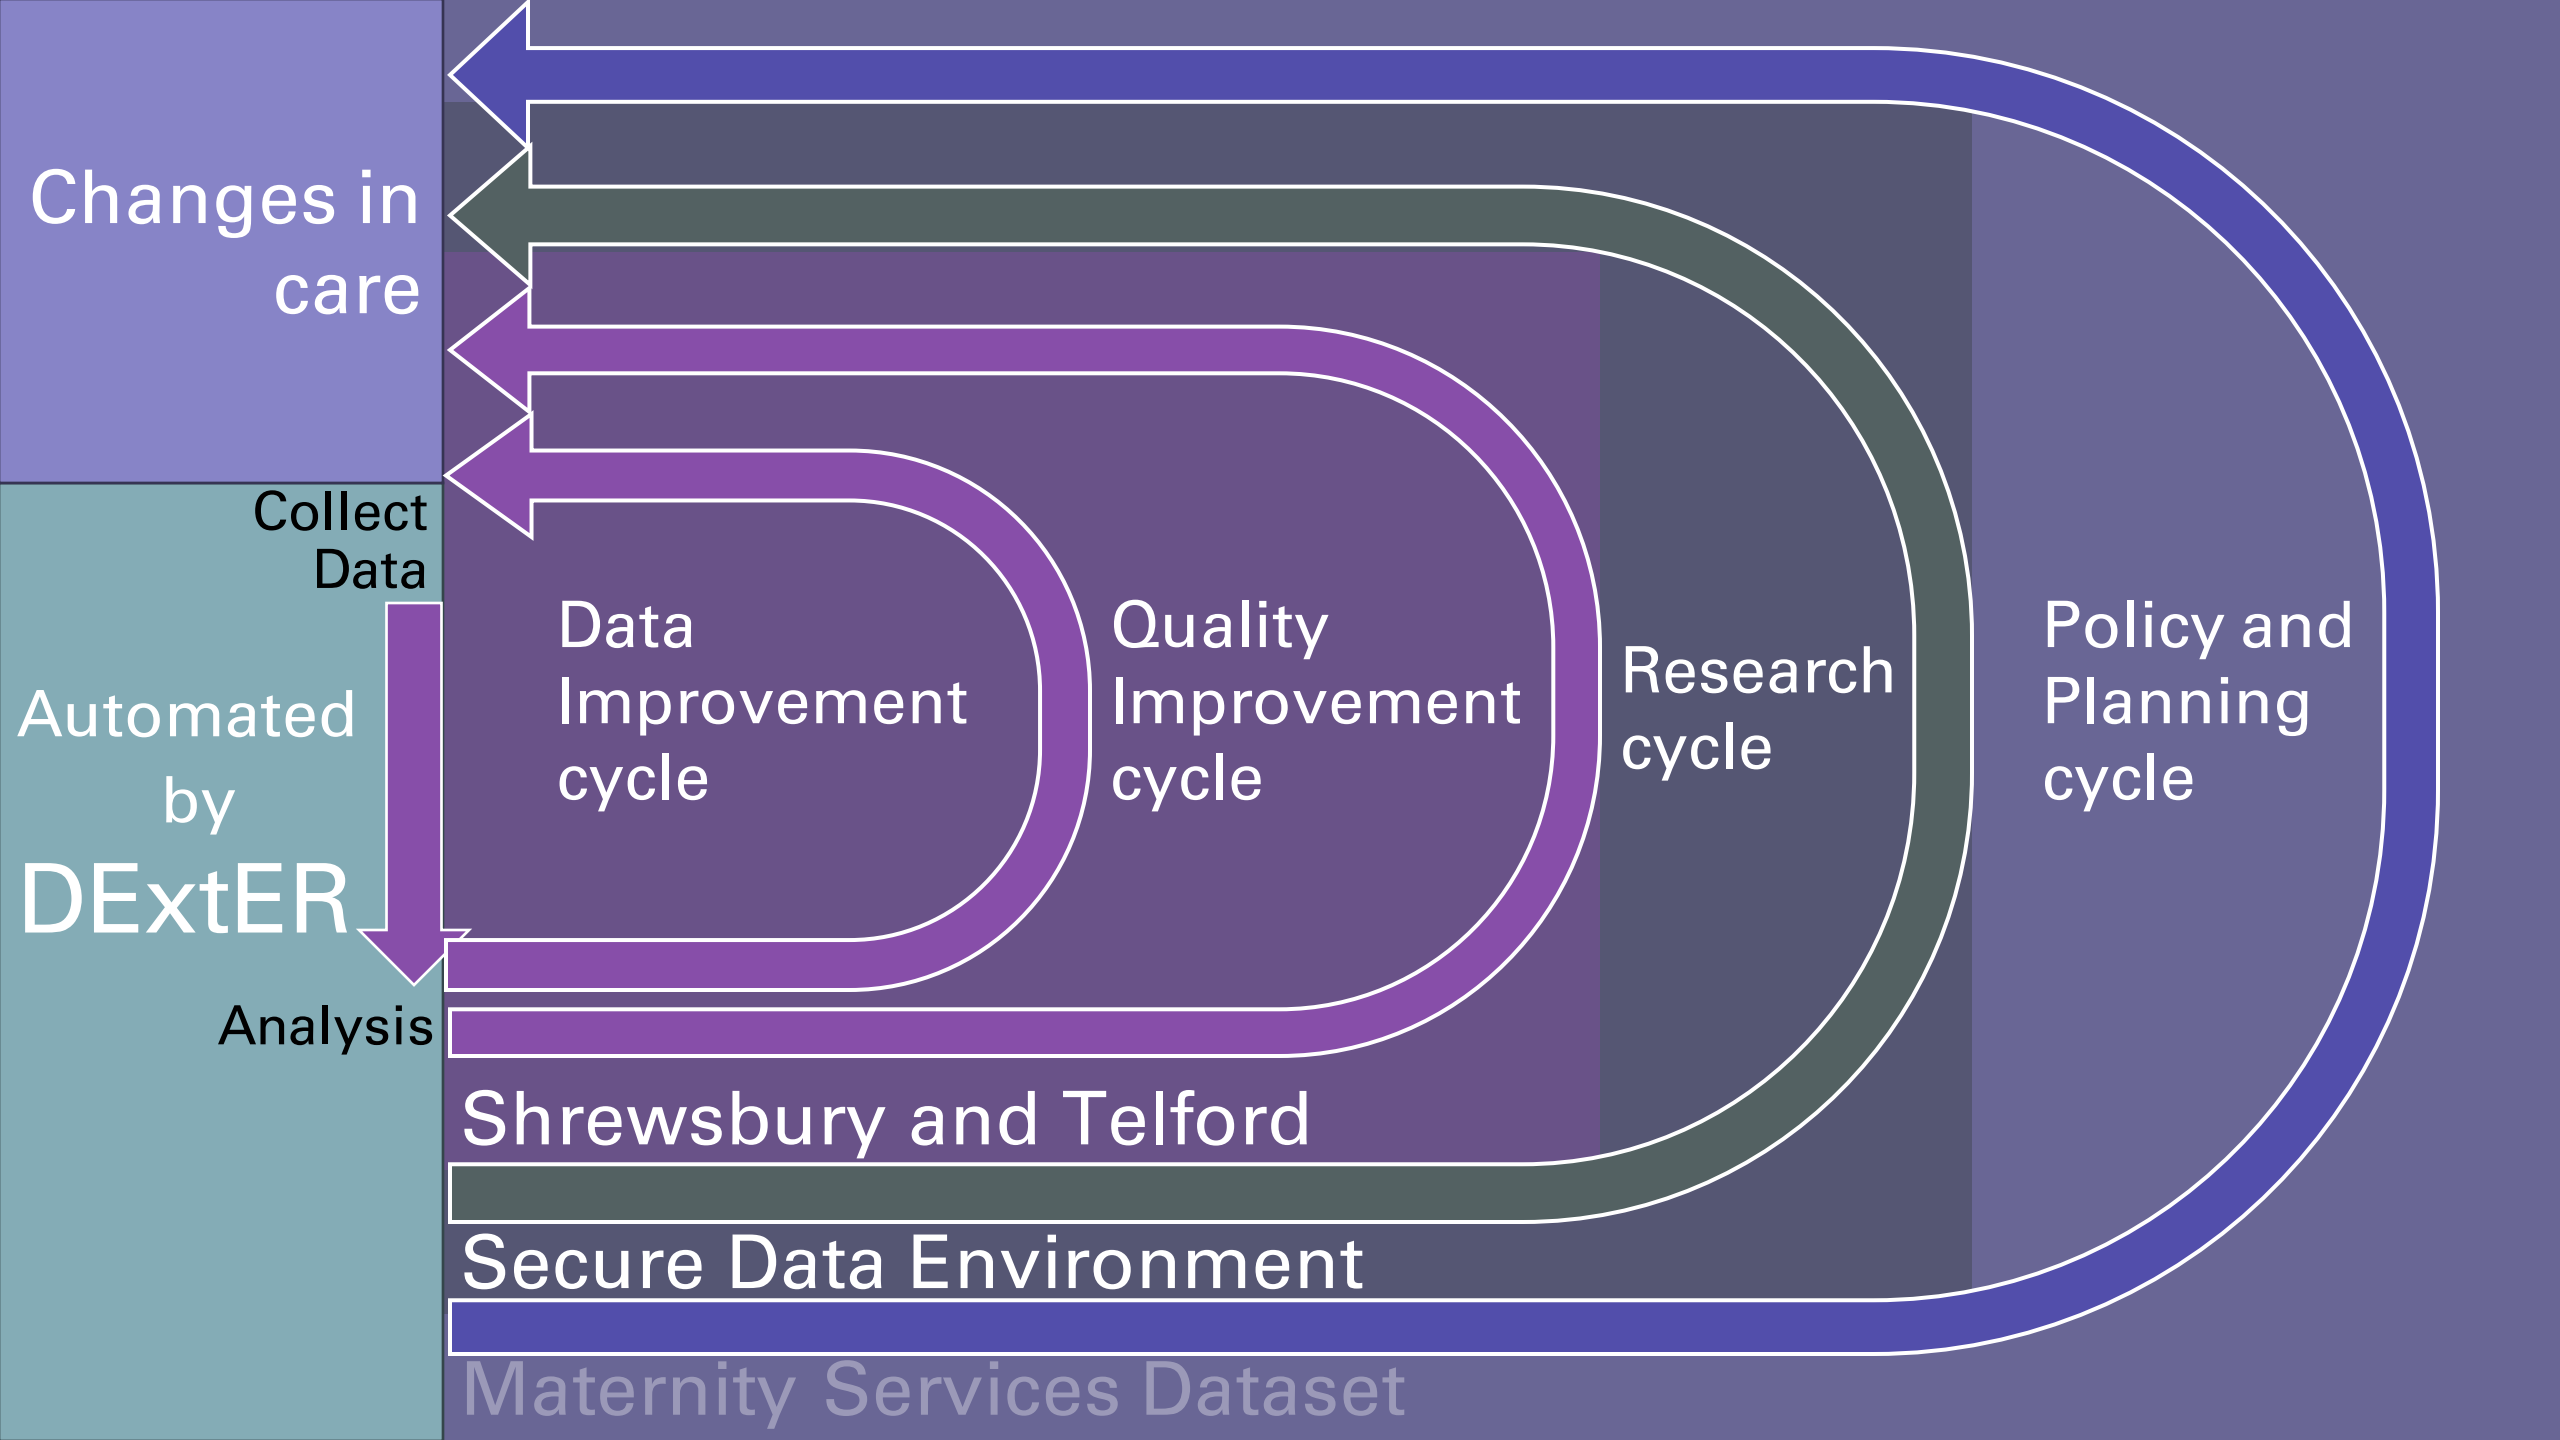 Changes in
care
Collect
Data
Automated
by
DExtER
Analysis
Data
Improvement
cycle
Quality
Improvement
cycle
Research
cycle
Policy and
Planning
cycle
Shrewsbury and Telford
Secure Data Environment
Maternity Services Dataset